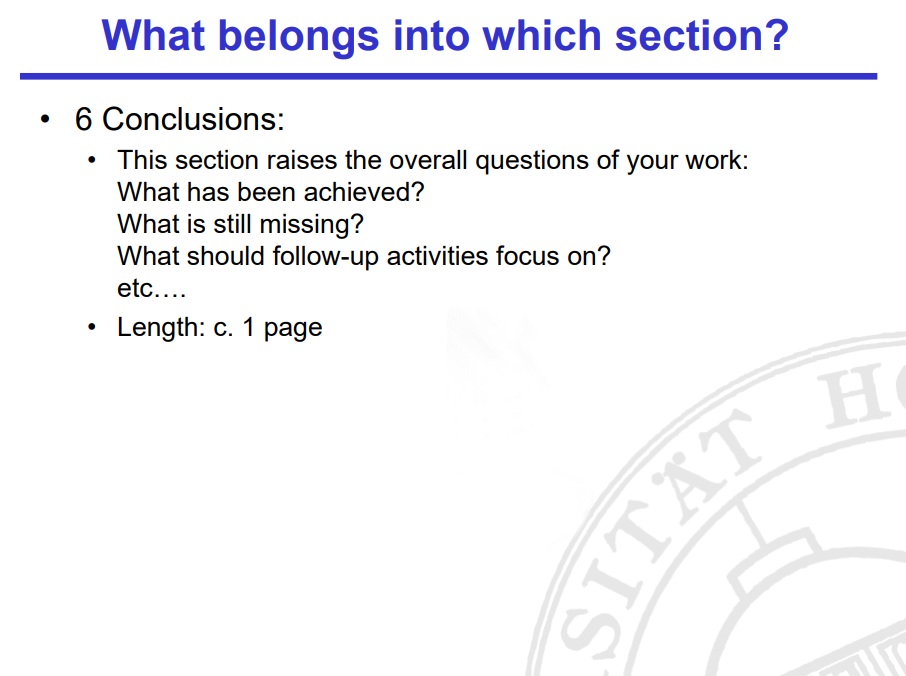 What belongs into which section?
• 6 Conclusions:
• This section raises the overall questions of your work:
What has been achieved?
What is still missing?
What should follow-up activities focus on?
etc….
• Length: c. 1 page
SITÄT HO